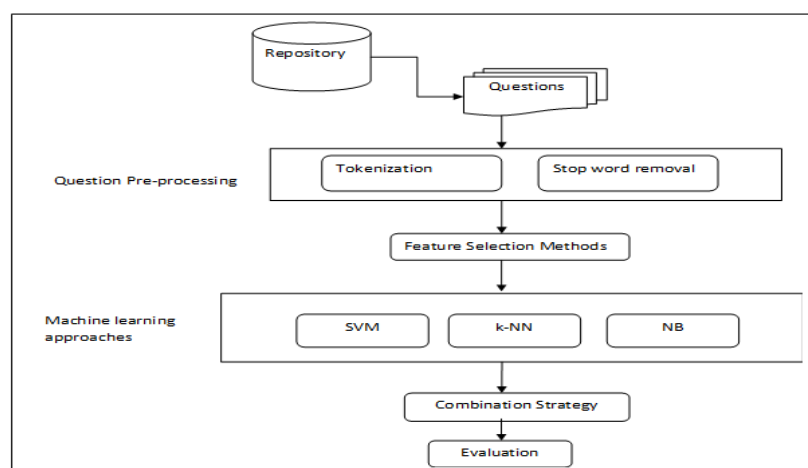 Repository
Questions
Question Pre-processing
Tokenization
Stop word removal
Feature Selection Methods
Machine learning
approaches
SVM
k-NN
NB
Combination Strategy
Evaluation